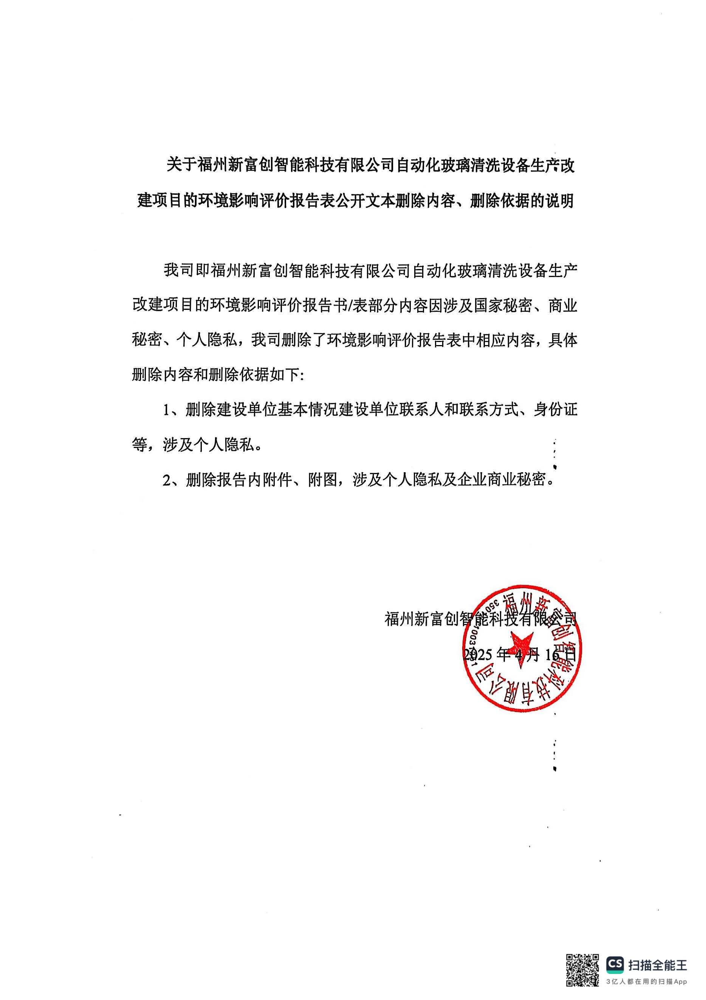 关于福州新富创智能科技有限公司自动化玻璃清洗设备生产改
建项目的环境影响评价报告表公开文本删除内容、删除依据的说明
我司即福州新富创智能科技有限公司自动化玻璃清洗设备生产
改建项目的环境影响评价报告书/表部分内容因涉及国家秘密、商业
秘密、个人隐私，我司删除了环境影响评价报告表中相应内容，具体
删除内容和删除依据如下:
1、删除建设单位基本情况建设单位联系人和联系方式、身份证
等，涉及个人隐私。
2、删除报告内附件、附图，涉及个人隐私及企业商业秘密。
福州新富创智能科技有限公司
2025 年 4 月 16 日
福州新富创智能科技有限公司
CS 扫描全能王
3亿人都在用的扫描App